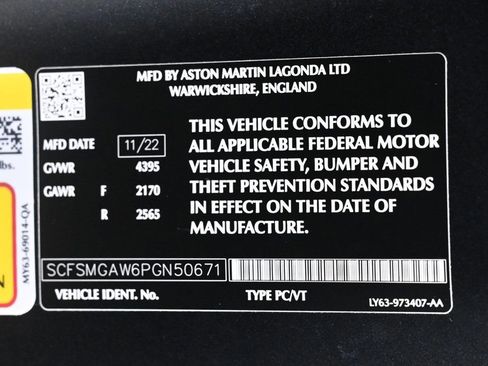 MFD BY ASTON MARTIN LAGONDA LTD
WARWICKSHIRE, ENGLAND
MFD DATE 11/22
GVWR 4395
GAWR F 2170
R 2565
THIS VEHICLE CONFORMS TO
ALL APPLICABLE FEDERAL MOTOR
VEHICLE SAFETY, BUMPER AND
THEFT PREVENTION STANDARDS
IN EFFECT ON THE DATE OF
MANUFACTURE.
SCFSMGAW6PGN50671
VEHICLE IDENT. No.
TYPE PC/VT
LY63-973407-AA
lbs.
MY63-69014-QA
N